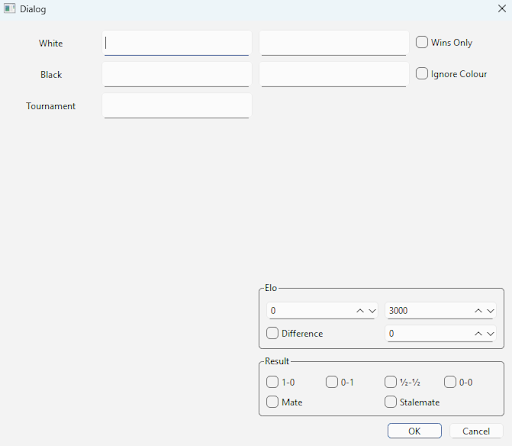 Dialog
White
Wins Only
Black
Ignore Colour
Tournament
Elo
0 3000
Difference 0
Result
1-0 0-1 ½-½ 0-0
Mate Stalemate
OK Cancel